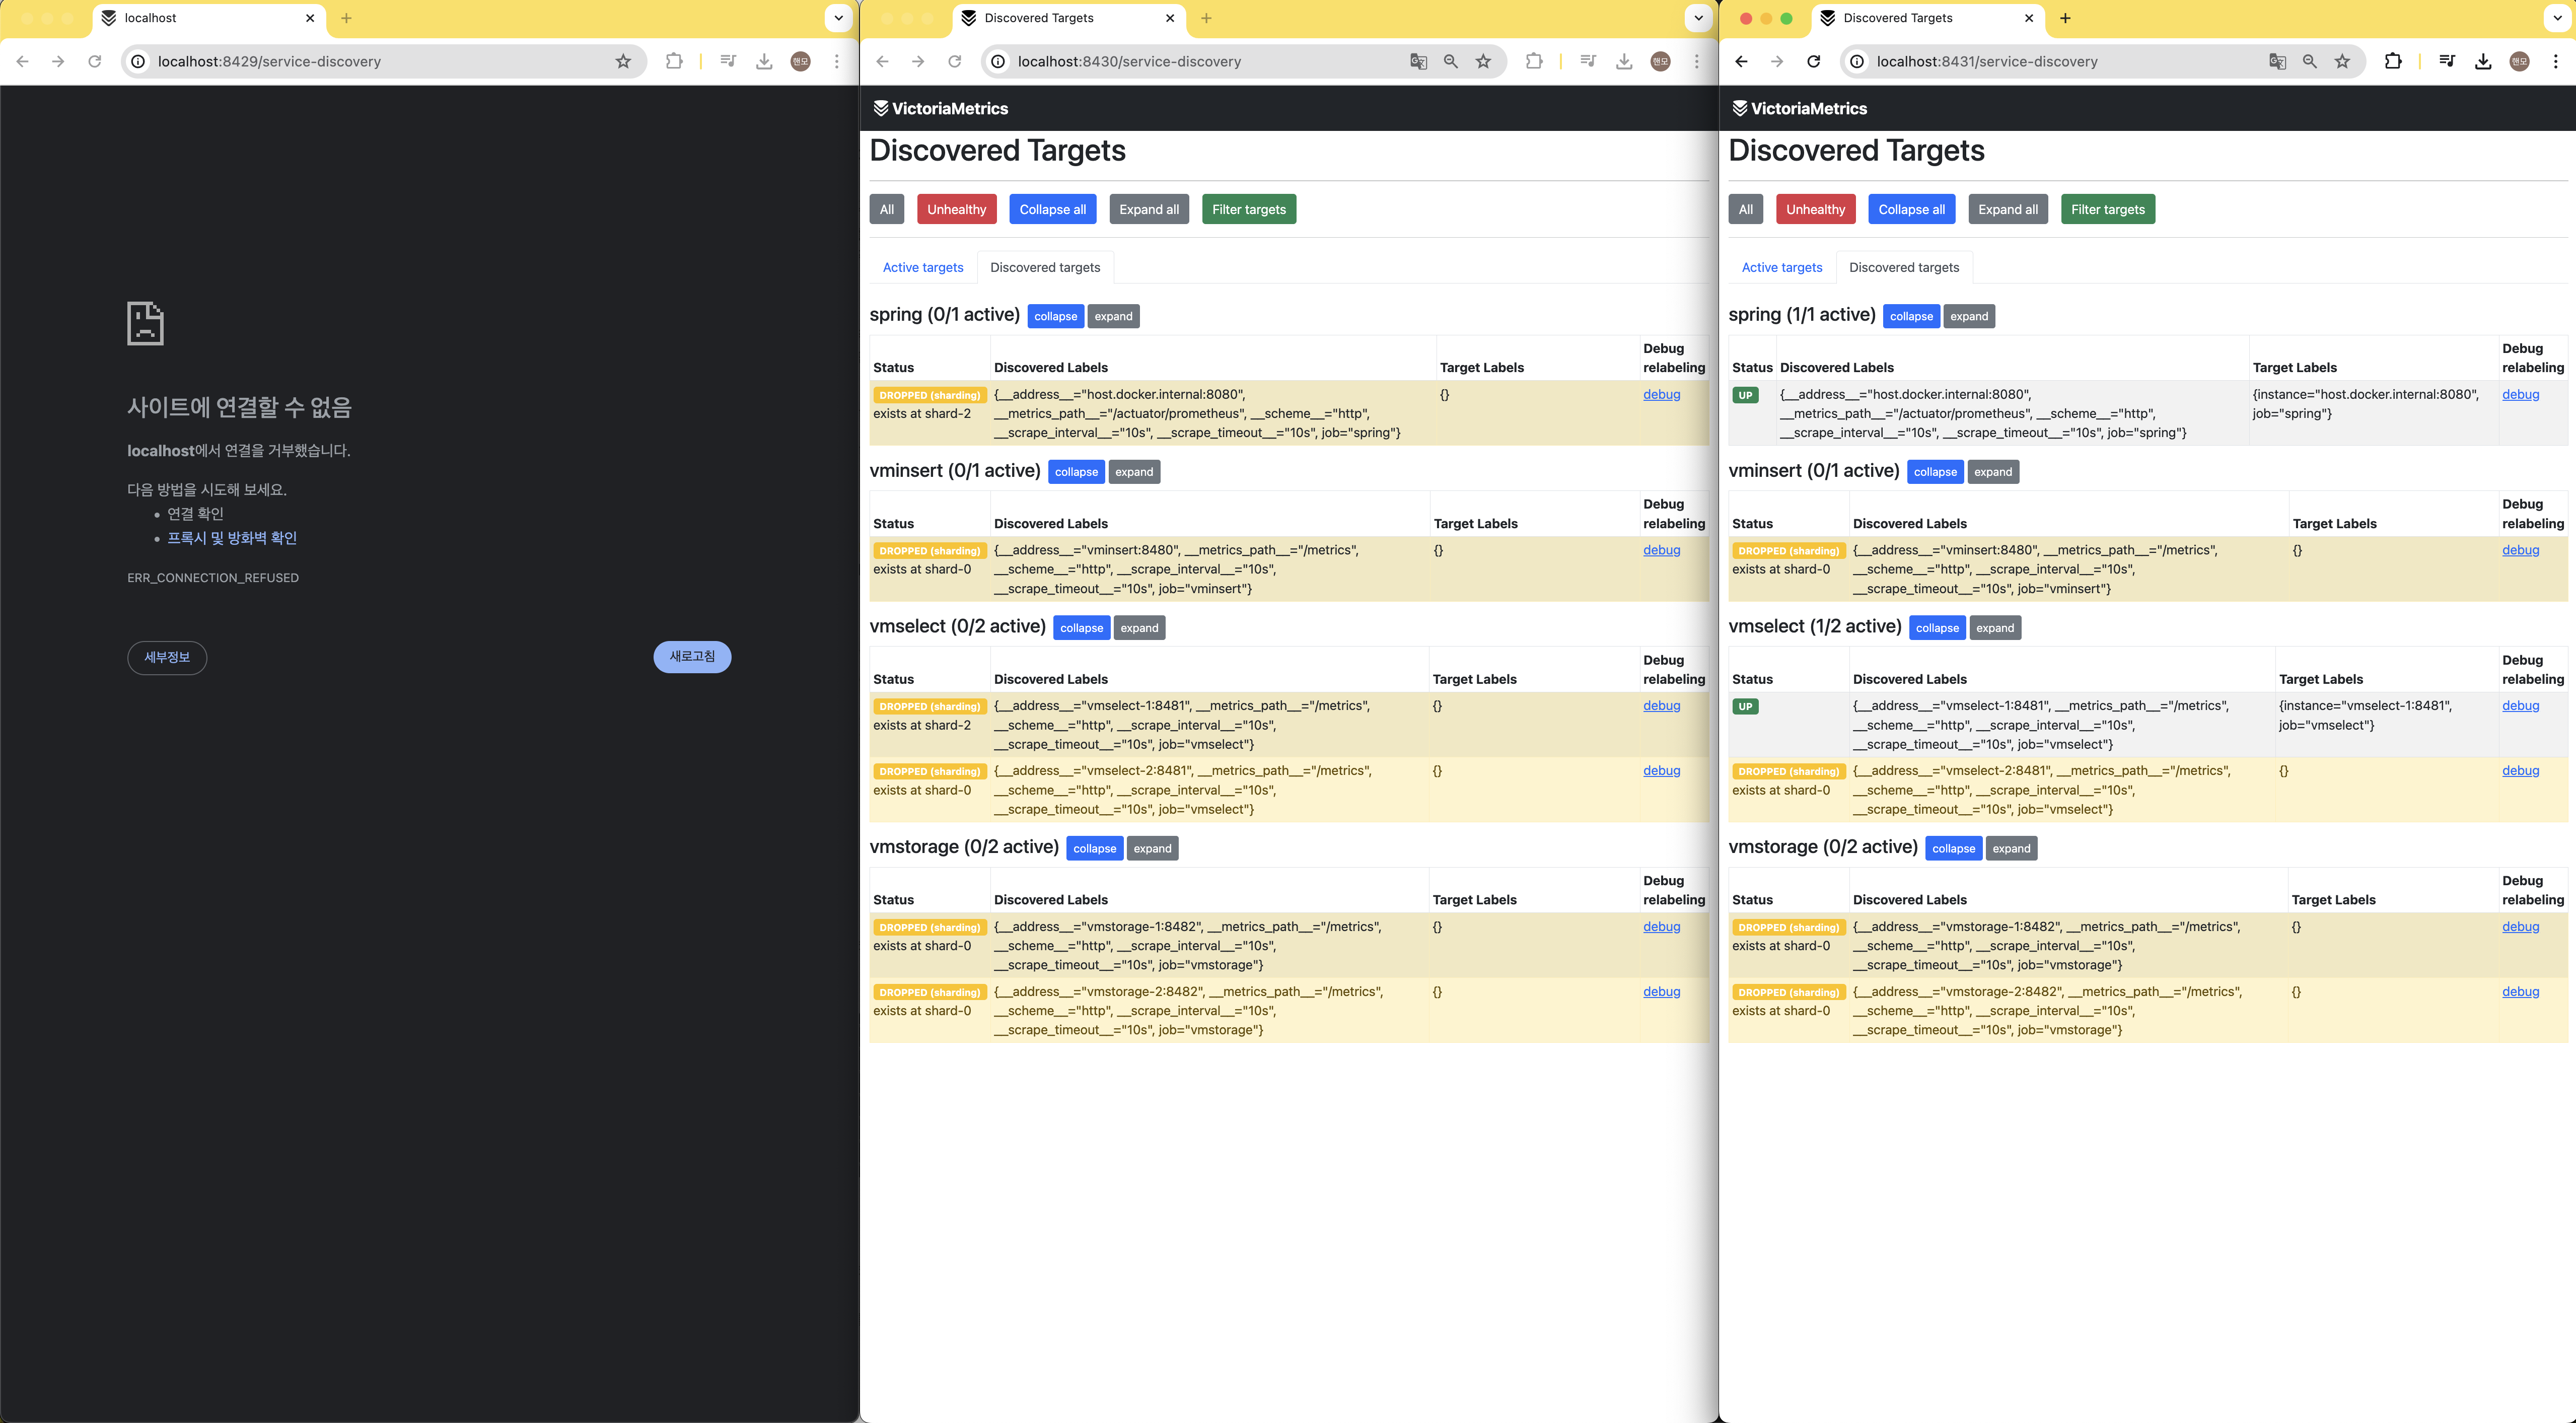 localhost
localhost:8429/service-discovery
핸모
사이트에 연결할 수 없음
localhost에서 연결을 거부했습니다.
다음 방법을 시도해 보세요.
• 연결 확인
• 프록시 및 방화벽 확인
ERR_CONNECTION_REFUSED
세부정보
새로고침
Discovered Targets
localhost:8430/service-discovery
핸모
VictoriaMetrics
Discovered Targets
All Unhealthy Collapse all Expand all Filter targets
Active targets Discovered targets
spring (0/1 active) collapse expand
Status Discovered Labels Target Labels Debug relabeling
DROPPED (sharding) exists at shard-2
{__address__="host.docker.internal:8080",
__metrics_path__="/actuator/prometheus", __scheme__="http",
__scrape_interval__="10s", __scrape_timeout__="10s", job="spring"}
{}
debug
vminsert (0/1 active) collapse expand
Status Discovered Labels Target Labels Debug relabeling
DROPPED (sharding) exists at shard-0
{__address__="vminsert:8480", __metrics_path__="/metrics",
__scheme__="http", __scrape_interval__="10s",
__scrape_timeout__="10s", job="vminsert"}
{}
debug
vmselect (0/2 active) collapse expand
Status Discovered Labels Target Labels Debug relabeling
DROPPED (sharding) exists at shard-2
{__address__="vmselect-1:8481", __metrics_path__="/metrics",
__scheme__="http", __scrape_interval__="10s",
__scrape_timeout__="10s", job="vmselect"}
{}
debug
DROPPED (sharding) exists at shard-0
{__address__="vmselect-2:8481", __metrics_path__="/metrics",
__scheme__="http", __scrape_interval__="10s",
__scrape_timeout__="10s", job="vmselect"}
{}
debug
vmstorage (0/2 active) collapse expand
Status Discovered Labels Target Labels Debug relabeling
DROPPED (sharding) exists at shard-0
{__address__="vmstorage-1:8482", __metrics_path__="/metrics",
__scheme__="http", __scrape_interval__="10s",
__scrape_timeout__="10s", job="vmstorage"}
{}
debug
DROPPED (sharding) exists at shard-0
{__address__="vmstorage-2:8482", __metrics_path__="/metrics",
__scheme__="http", __scrape_interval__="10s",
__scrape_timeout__="10s", job="vmstorage"}
{}
debug
Discovered Targets
localhost:8431/service-discovery
핸모
VictoriaMetrics
Discovered Targets
All Unhealthy Collapse all Expand all Filter targets
Active targets Discovered targets
spring (1/1 active) collapse expand
Status Discovered Labels Target Labels Debug relabeling
UP
{__address__="host.docker.internal:8080",
__metrics_path__="/actuator/prometheus", __scheme__="http",
__scrape_interval__="10s", __scrape_timeout__="10s", job="spring"}
{instance="host.docker.internal:8080",
job="spring"}
debug
vminsert (0/1 active) collapse expand
Status Discovered Labels Target Labels Debug relabeling
DROPPED (sharding) exists at shard-0
{__address__="vminsert:8480", __metrics_path__="/metrics",
__scheme__="http", __scrape_interval__="10s",
__scrape_timeout__="10s", job="vminsert"}
{}
debug
vmselect (1/2 active) collapse expand
Status Discovered Labels Target Labels Debug relabeling
UP
{__address__="vmselect-1:8481", __metrics_path__="/metrics",
__scheme__="http", __scrape_interval__="10s",
__scrape_timeout__="10s", job="vmselect"}
{instance="vmselect-1:8481",
job="vmselect"}
debug
DROPPED (sharding) exists at shard-0
{__address__="vmselect-2:8481", __metrics_path__="/metrics",
__scheme__="http", __scrape_interval__="10s",
__scrape_timeout__="10s", job="vmselect"}
{}
debug
vmstorage (0/2 active) collapse expand
Status Discovered Labels Target Labels Debug relabeling
DROPPED (sharding) exists at shard-0
{__address__="vmstorage-1:8482", __metrics_path__="/metrics",
__scheme__="http", __scrape_interval__="10s",
__scrape_timeout__="10s", job="vmstorage"}
{}
debug
DROPPED (sharding) exists at shard-0
{__address__="vmstorage-2:8482", __metrics_path__="/metrics",
__scheme__="http", __scrape_interval__="10s",
__scrape_timeout__="10s", job="vmstorage"}
{}
debug